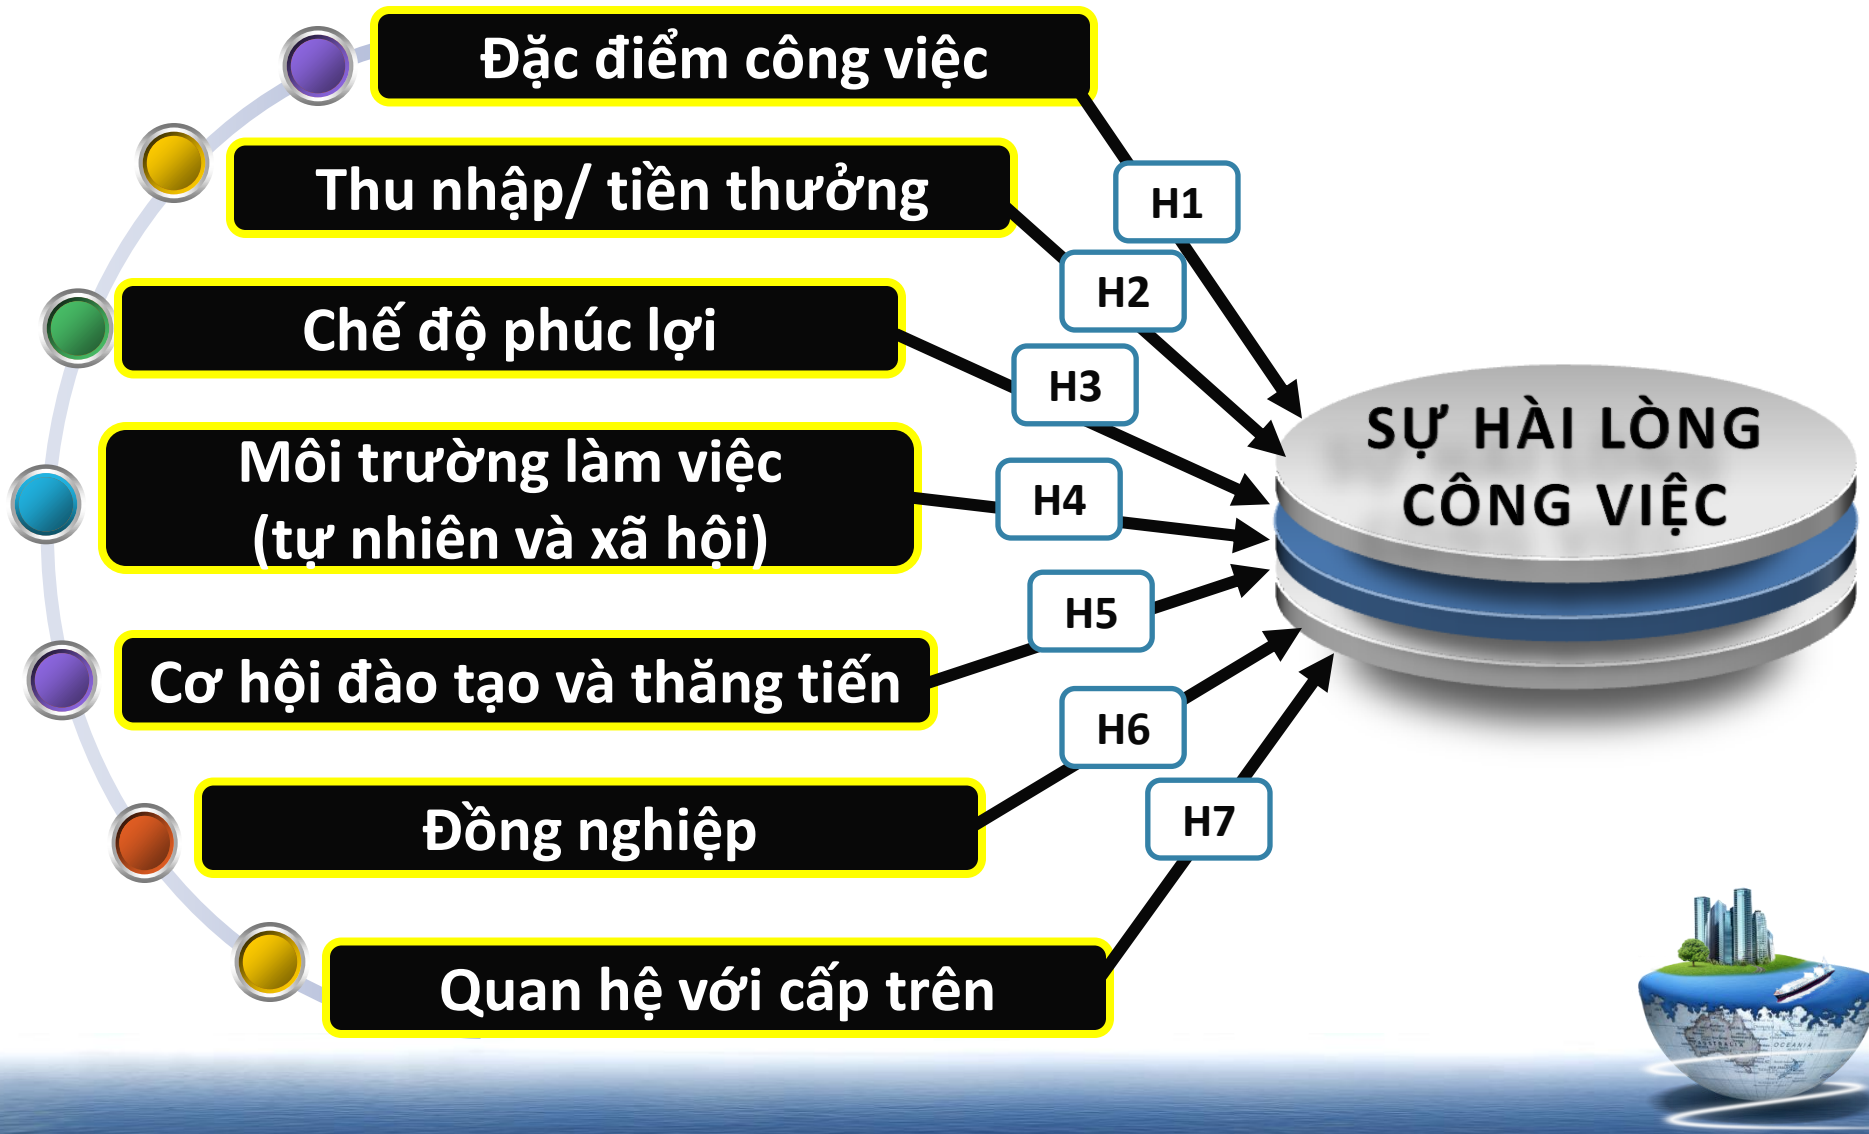 Đặc điểm công việc
Thu nhập/ tiền thưởng
Chế độ phúc lợi
Môi trường làm việc
(tự nhiên và xã hội)
Cơ hội đào tạo và thăng tiến
Đồng nghiệp
Quan hệ với cấp trên
H1
H2
H3
H4
H5
H6
H7
SỰ HÀI LÒNG
CÔNG VIỆC
AUSTRALIA
OCEANIA